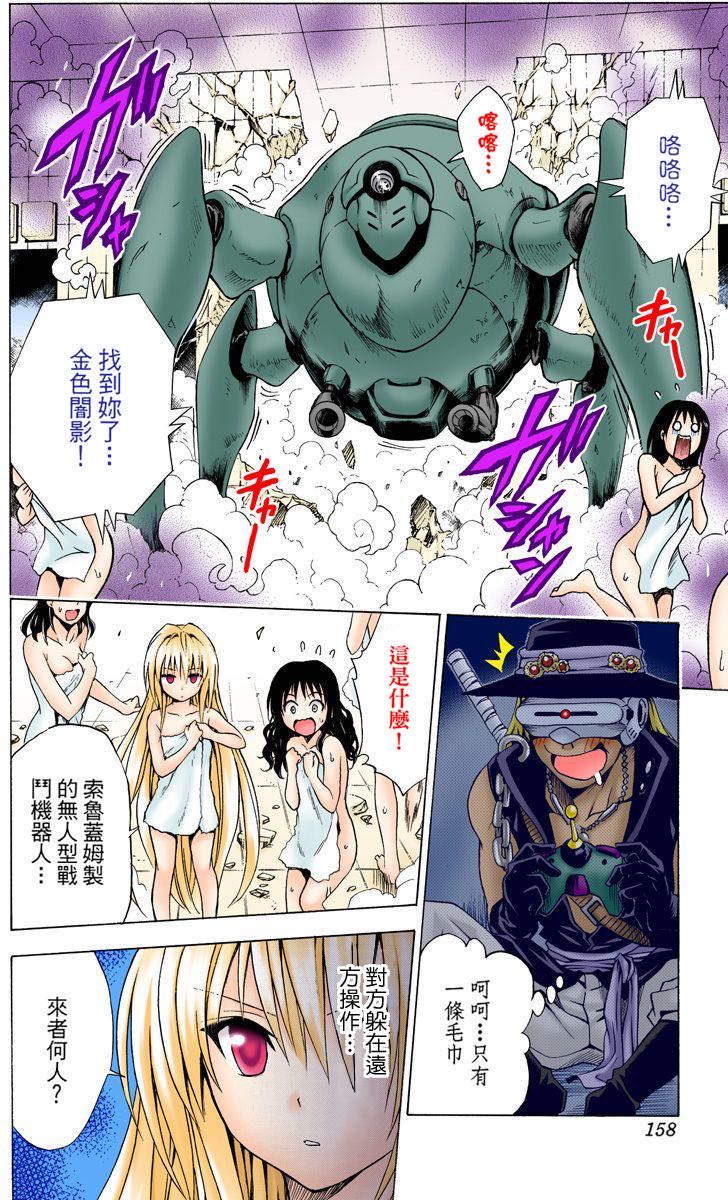 咯咯咯…
喀喀…
ガ
シャ
キャー
找到妳了…
金色闇影！
キャー
ガ
シャン
這是什麼！
索魯蓋姆製
的無人型戰
鬥機器人…
呵呵…只有
一條毛巾
對方躲在遠
方操作…
來者何人？
158